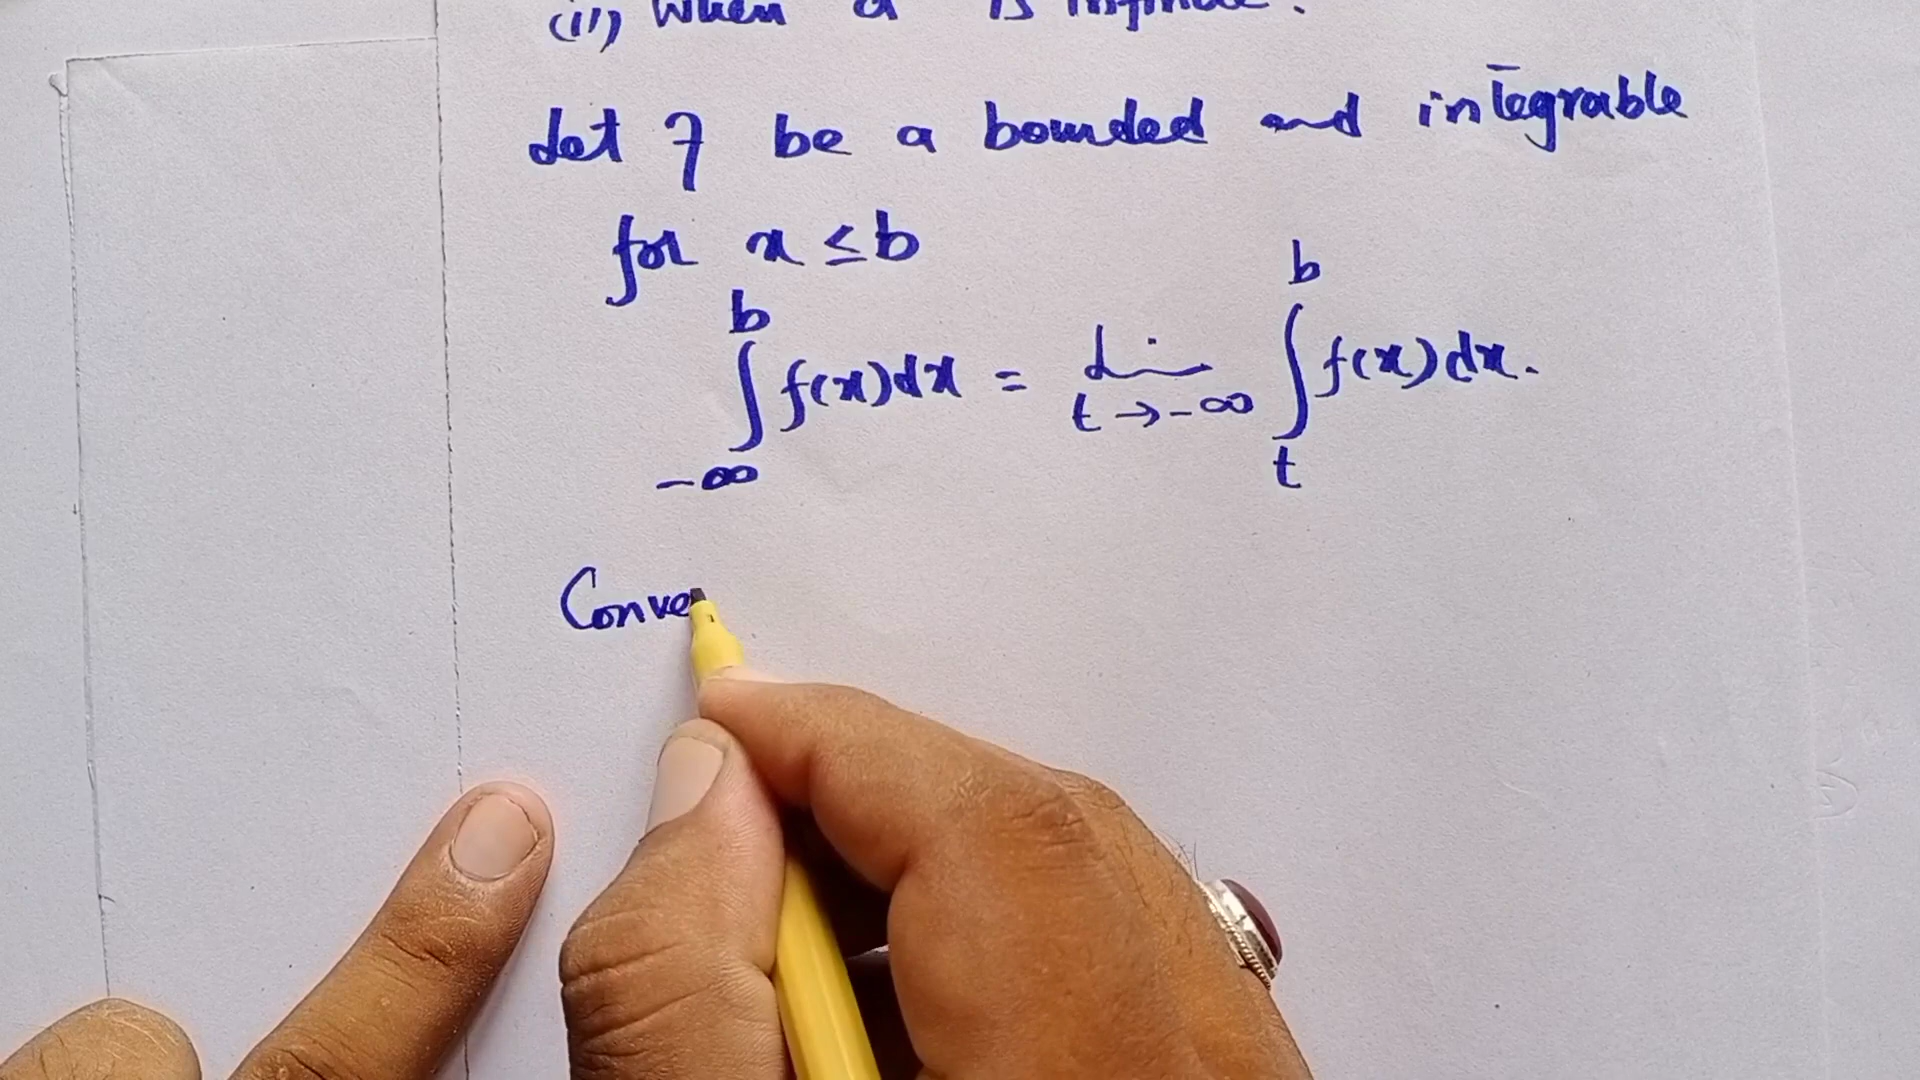 (ii) When a is infinite.
Let f be a bounded and integrable
for x ≤ b
∫_{-∞}^{b} f(x)dx = Lim_{t→-∞} ∫_{t}^{b} f(x)dx.
Conve